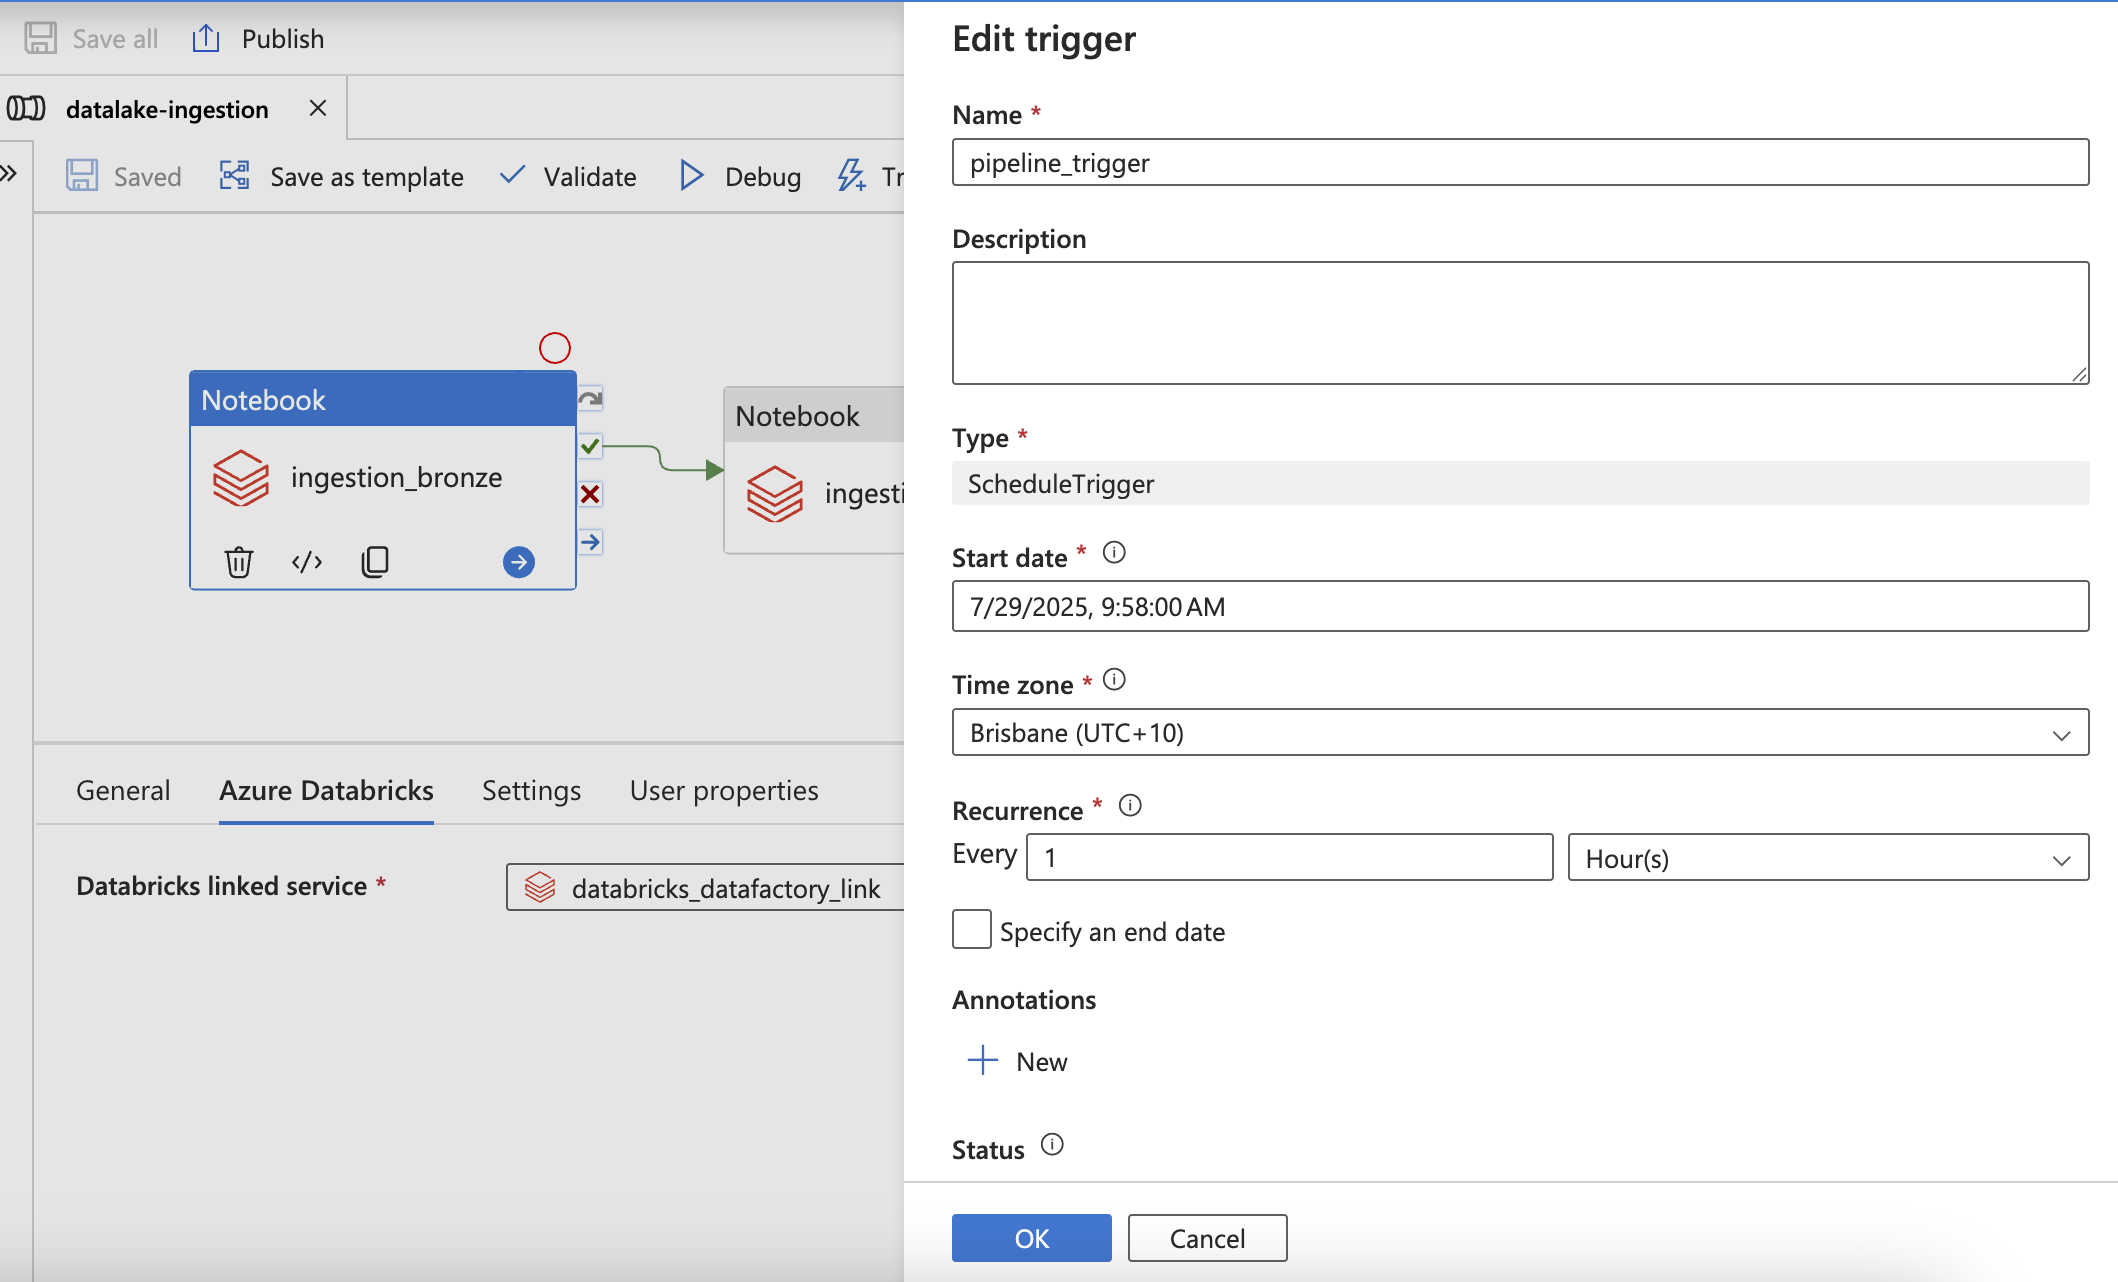 Save all
Publish
datalake-ingestion
Saved
Save as template
Validate
Debug
Tr
Notebook
ingestion_bronze
Notebook
ingesti
General
Azure Databricks
Settings
User properties
Databricks linked service *
databricks_datafactory_link
Edit trigger
Name *
pipeline_trigger
Description
Type *
ScheduleTrigger
Start date *
7/29/2025, 9:58:00 AM
Time zone *
Brisbane (UTC+10)
Recurrence *
Every 1 Hour(s)
Specify an end date
Annotations
New
Status
OK
Cancel